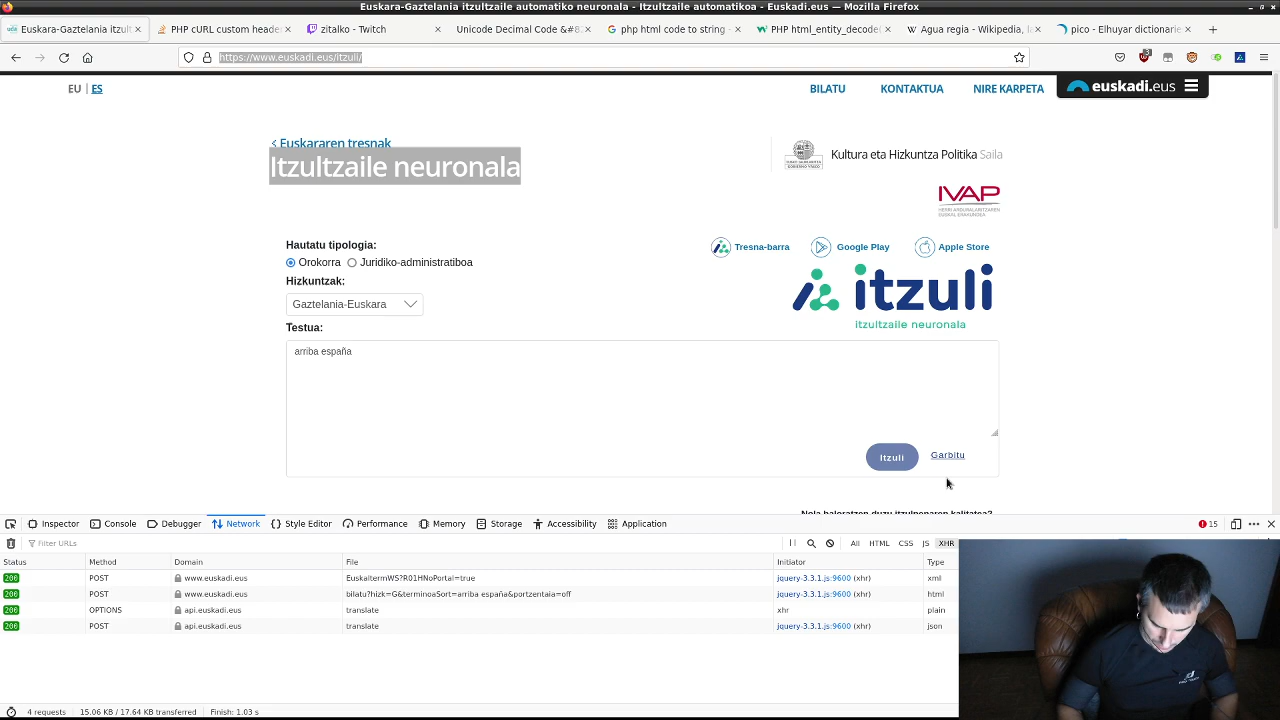 Euskara-Gaztelania itzultzaile automatiko neuronala - Itzultzaile automatikoa - Euskadi.eus — Mozilla Firefox
Euskara-Gaztelania itzult
PHP cURL custom heade
zitalko - Twitch
Unicode Decimal Code &#8
php html code to string -
PHP html_entity_decode(
Agua regia - Wikipedia, l
pico - Elhuyar dictionarie
https://www.euskadi.eus/itzuli/
EU | ES
BILATU
KONTAKTUA
NIRE KARPETA
euskadi.eus
< Euskararen tresnak
Itzultzaile neuronala
Kultura eta Hizkuntza Politika Saila
IVAP
Hautatu tipologia:
Orokorra
Juridiko-administratiboa
Tresna-barra
Google Play
Apple Store
Hizkuntzak:
Gaztelania-Euskara
itzuli
itzultzaile neuronala
Testua:
arriba españa
Itzuli
Garbitu
Nola baloratzen duzu itzulpenaren kalitatea?
Inspector
Console
Debugger
Network
Style Editor
Performance
Memory
Storage
Accessibility
Application
15
Filter URLs
All
HTML
CSS
JS
XHR
Status
Method
Domain
File
Initiator
Type
200 POST www.euskadi.eus EuskaltermWS?R01HNoPortal=true jquery-3.3.1.js:9600 (xhr) xml
200 POST www.euskadi.eus bilatu?hizk=G&terminoaSort=arriba españa&portzentaia=off jquery-3.3.1.js:9600 (xhr) html
200 OPTIONS api.euskadi.eus translate xhr plain
200 POST api.euskadi.eus translate jquery-3.3.1.js:9600 (xhr) json
4 requests
15.06 KB / 17.64 KB transferred
Finish: 1.03 s